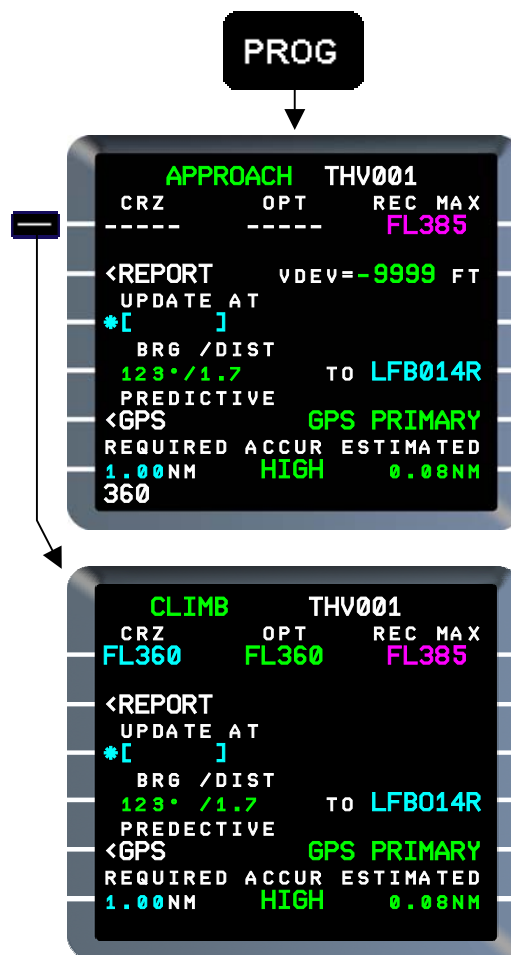 PROG
APPROACH THV001
CRZ OPT REC MAX
----- ----- FL385
<REPORT VDEV=-9999 FT
UPDATE AT
*[ ]
BRG /DIST
123°/1.7 TO LFB014R
PREDICTIVE
<GPS GPS PRIMARY
REQUIRED ACCUR ESTIMATED
1.00NM HIGH 0.08NM
360
CLIMB THV001
CRZ OPT REC MAX
FL360 FL360 FL385
<REPORT
UPDATE AT
*[ ]
BRG /DIST
123° /1.7 TO LFBO14R
PREDECTIVE
<GPS GPS PRIMARY
REQUIRED ACCUR ESTIMATED
1.00NM HIGH 0.08NM